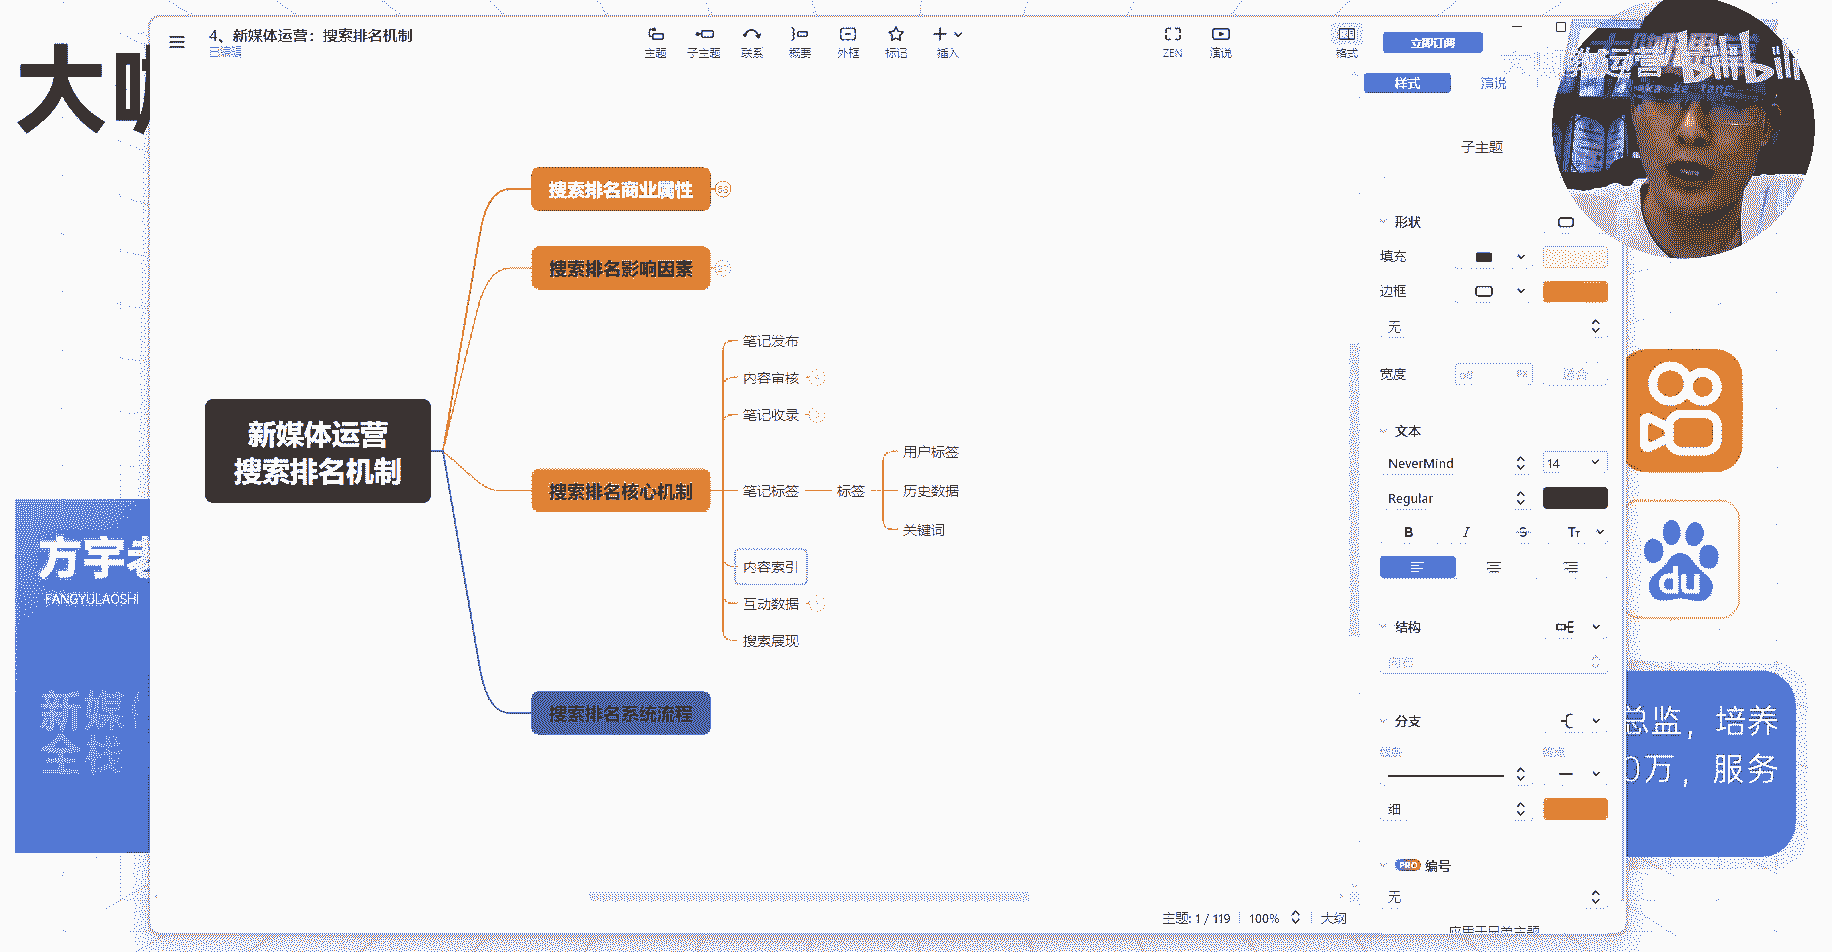 4、新媒体运营：搜索排名机制
已编辑
主题
子主题
联系
概要
外框
标记
插入
ZEN
演说
格式
立即订阅
样式
演说
大
子主题
搜索排名商业属性
搜索排名影响因素
形状
填充
边框
无
笔记发布
内容审核
笔记收录
宽度
新媒体运营
搜索排名机制
搜索排名核心机制
笔记标签
标签
用户标签
历史数据
关键词
内容索引
互动数据
搜索展现
搜索排名系统流程
文本
NeverMind
14
Regular
B
I
S
TT
结构
分支
细
PRO
编号
无
主题: 1 / 119
100%
大纲
方宇
FANGYULAOSHI
新媒
全栈
du
总监，培养
0万，服务
bilibili